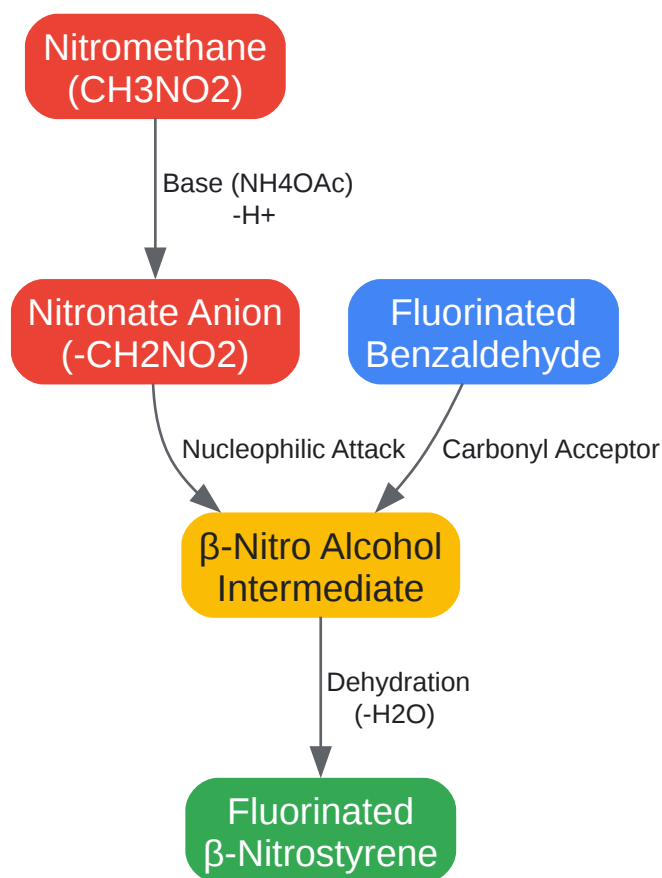 Nitromethane
(CH3NO2)
Base (NH4OAc)
-H+
Nitronate Anion
(-CH2NO2)
Fluorinated
Benzaldehyde
Nucleophilic Attack
Carbonyl Acceptor
β-Nitro Alcohol
Intermediate
Dehydration
(-H2O)
Fluorinated
β-Nitrostyrene